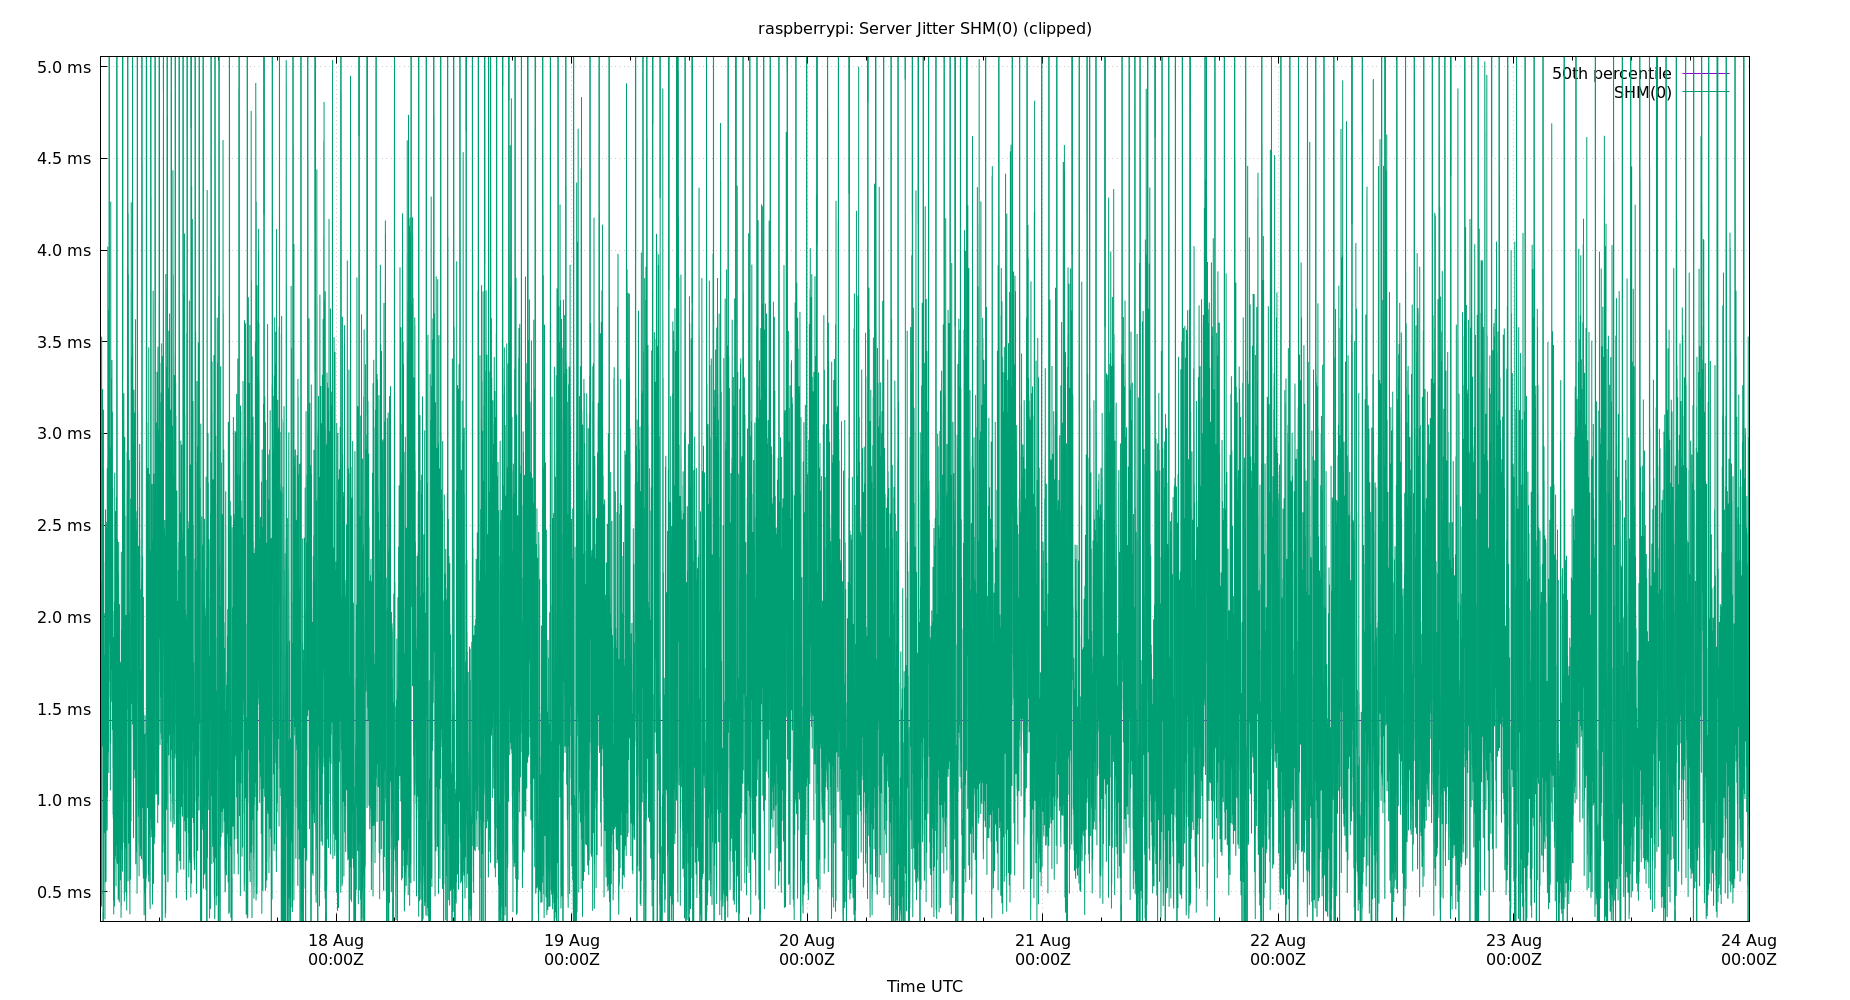 raspberrypi: Server Jitter SHM(0) (clipped)
5.0 ms
50th percentile
SHM(0)
4.5 ms
4.0 ms
3.5 ms
3.0 ms
2.5 ms
2.0 ms
1.5 ms
1.0 ms
0.5 ms
18 Aug 19 Aug 20 Aug 21 Aug 22 Aug 23 Aug 24 Aug
00:00Z 00:00Z 00:00Z 00:00Z 00:00Z 00:00Z 00:00Z
Time UTC